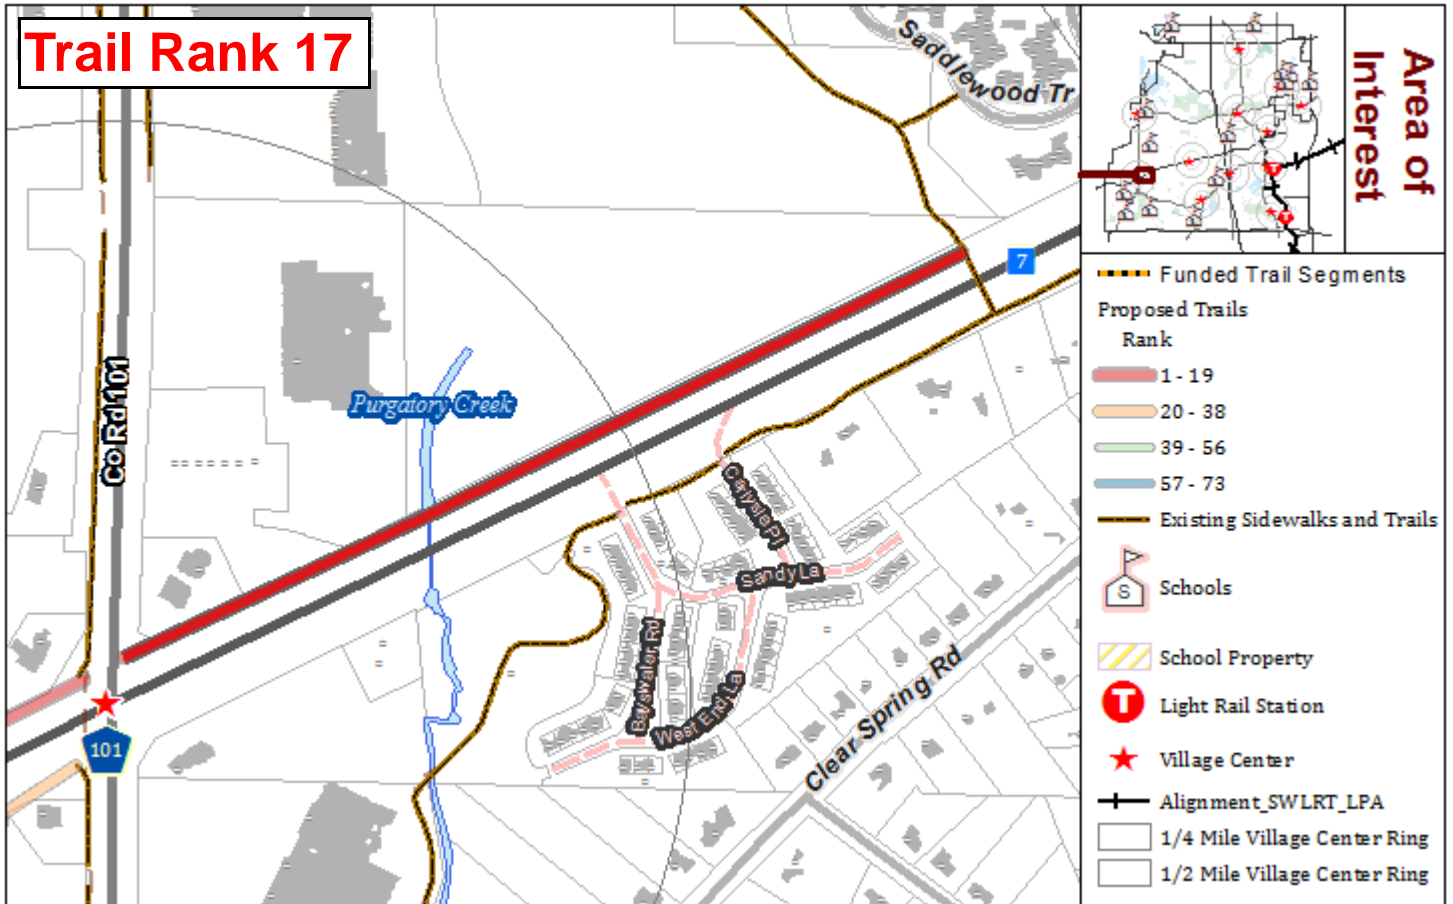 Trail Rank 17
Saddlewood Tr
7
Co Rd 101
Purgatory Creek
Calysle Pl
Sandy La
Bayswater Rd
West End La
Clear Spring Rd
101
Area of
Interest
T
T
Funded Trail Segments
Proposed Trails
Rank
1 - 19
20 - 38
39 - 56
57 - 73
Existing Sidewalks and Trails
S
Schools
School Property
T
Light Rail Station
Village Center
Alignment_SWLRT_LPA
1/4 Mile Village Center Ring
1/2 Mile Village Center Ring